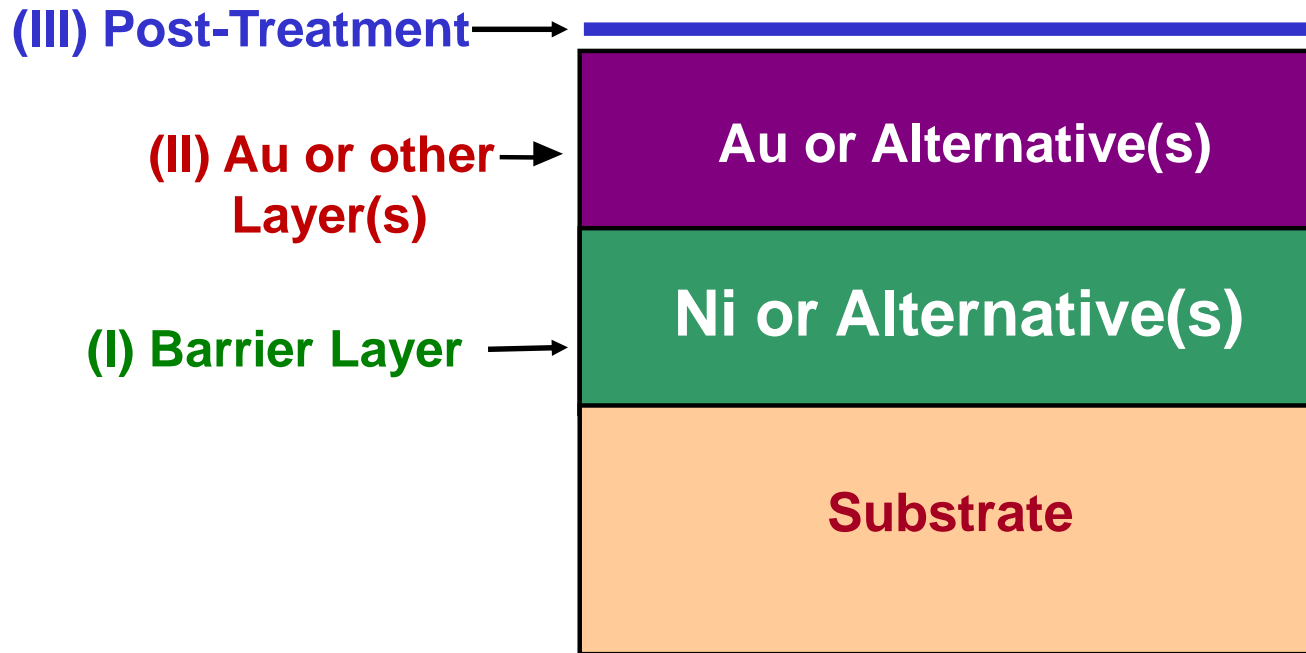 (III) Post-Treatment
(II) Au or other
Layer(s)
Au or Alternative(s)
(I) Barrier Layer
Ni or Alternative(s)
Substrate